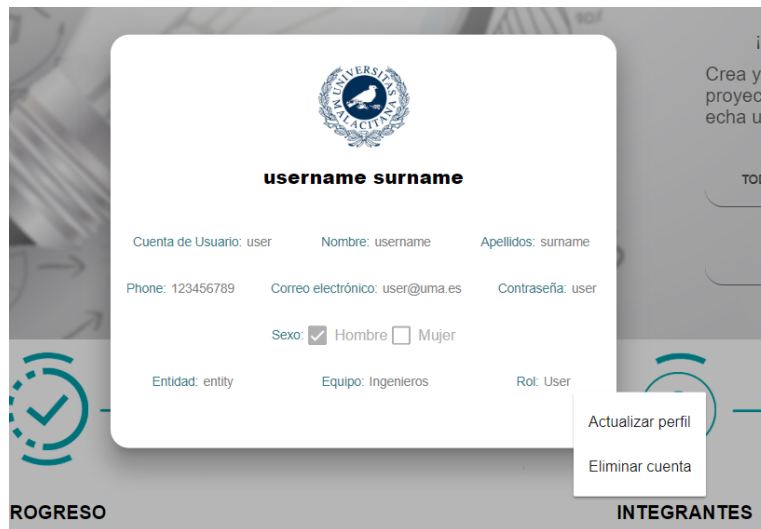 UNIVERSITAS MALACITANA
username surname
Cuenta de Usuario: user
Nombre: username
Apellidos: surname
Phone: 123456789
Correo electrónico: user@uma.es
Contraseña: user
Sexo:
Hombre
Mujer
Entidad: entity
Equipo: Ingenieros
Rol: User
Actualizar perfil
Eliminar cuenta
¡
Crea y
proyec
echa u
TOD
ROGRESO
INTEGRANTES